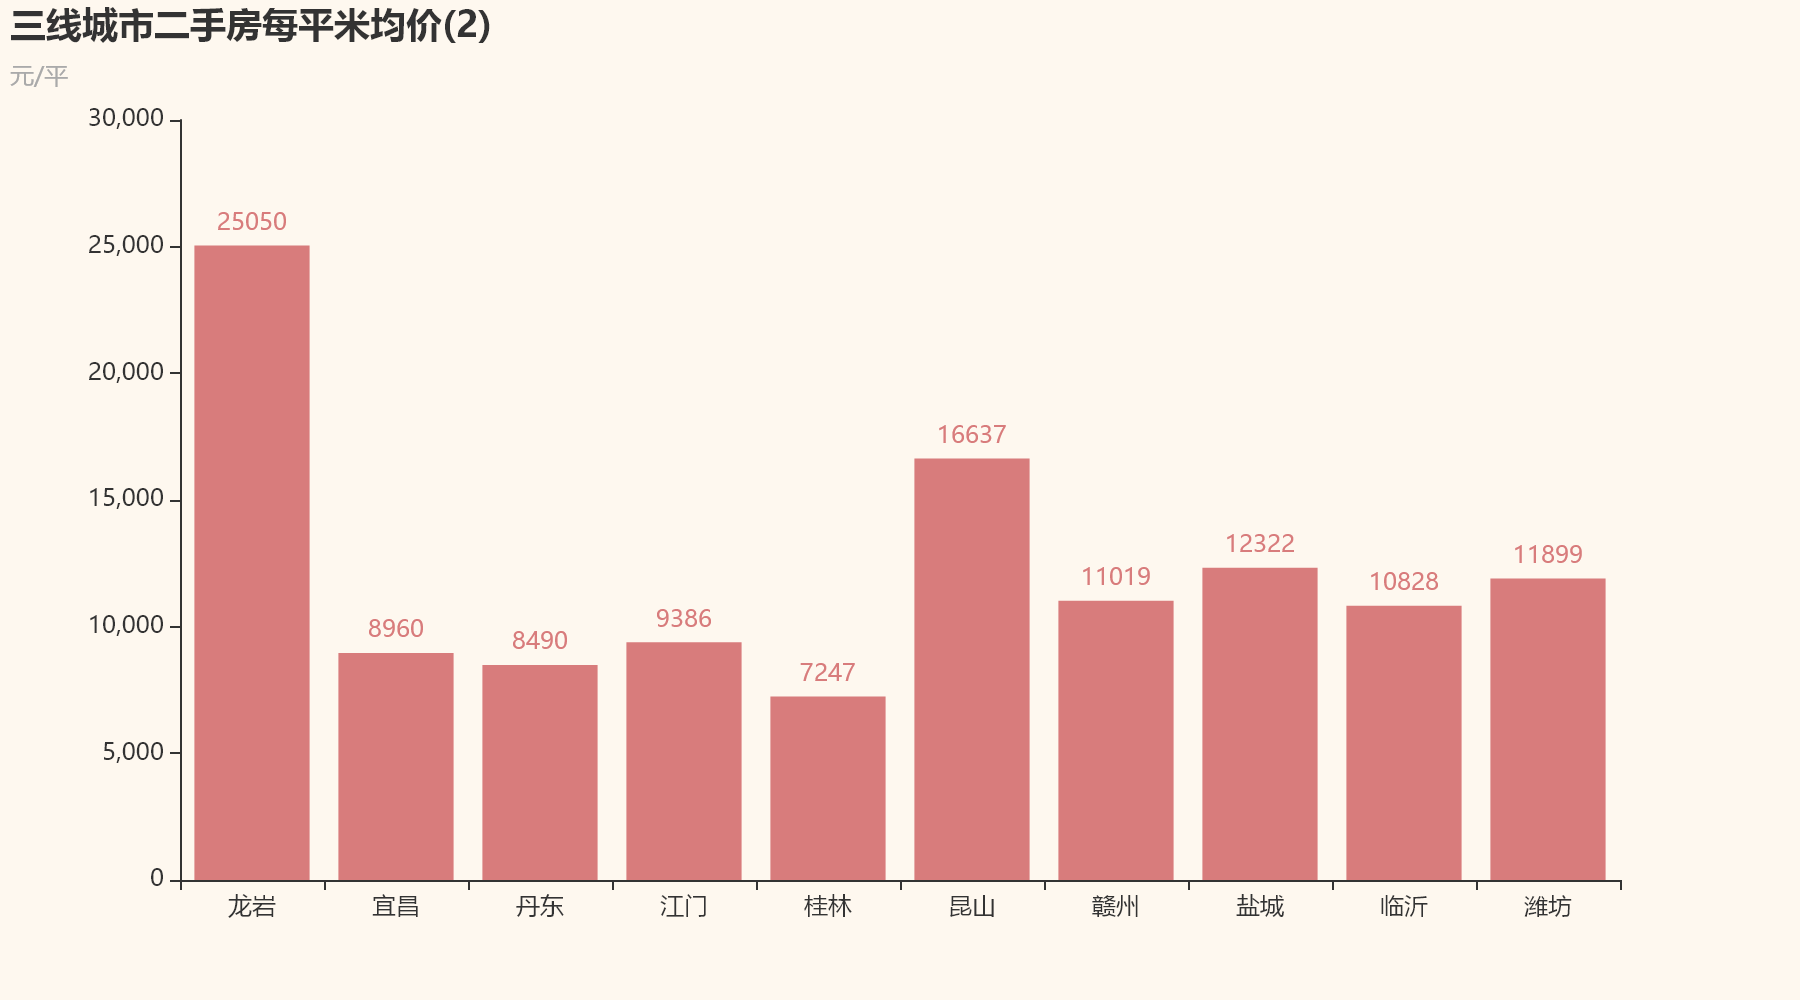 三线城市二手房每平米均价(2)
元/平
30,000
25,000
20,000
15,000
10,000
5,000
0
25050
8960
8490
9386
7247
16637
11019
12322
10828
11899
龙岩
宜昌
丹东
江门
桂林
昆山
赣州
盐城
临沂
潍坊